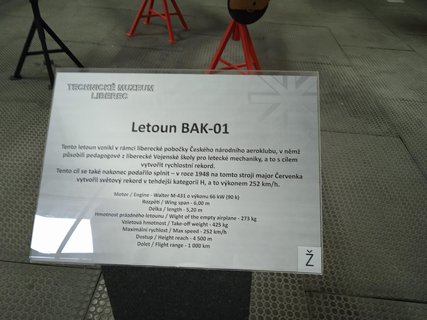 TECHNICKÉ MUZEUM
LIBEREC
Letoun BAK-01
Tento letoun vznikl v rámci liberecké pobočky Českého národního aeroklubu, v němž
působili pedagogové z liberecké Vojenské školy pro letecké mechaniky, a to s cílem
vytvořit rychlostní rekord.
Tento cíl se také nakonec podařilo splnit – v roce 1948 na tomto stroji major Červenka
vytvořil světový rekord v tehdejší kategorii H, a to výkonem 252 km/h.
Motor / Engine - Walter M-431 o výkonu 66 kW (90 k)
Rozpětí / Wing span - 6,00 m
Délka / length - 5,20 m
Hmotnost prázdného letounu / Wight of the empty airplane - 273 kg
Vzletová hmotnost / Take-off weight - 425 kg
Maximální rychlost / Max speed - 252 km/h
Dostup / Height reach - 4 500 m
Dolet / Flight range - 1 000 km
Ž